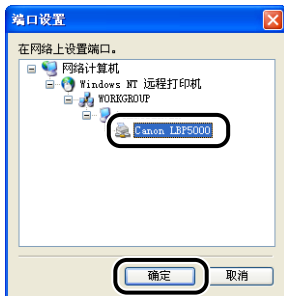 端口设置
在网络上设置端口。
网络计算机
Windows NT 远程打印机
WORKGROUP
Canon LBP5000
确定
取消